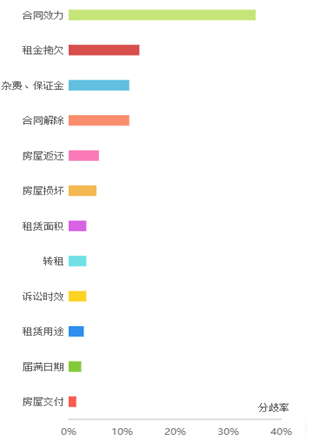 合同效力
租金拖欠
杂费、保证金
合同解除
房屋返还
房屋损坏
租赁面积
转租
诉讼时效
租赁用途
届满日期
房屋交付
分歧率
0% 10% 20% 30% 40%